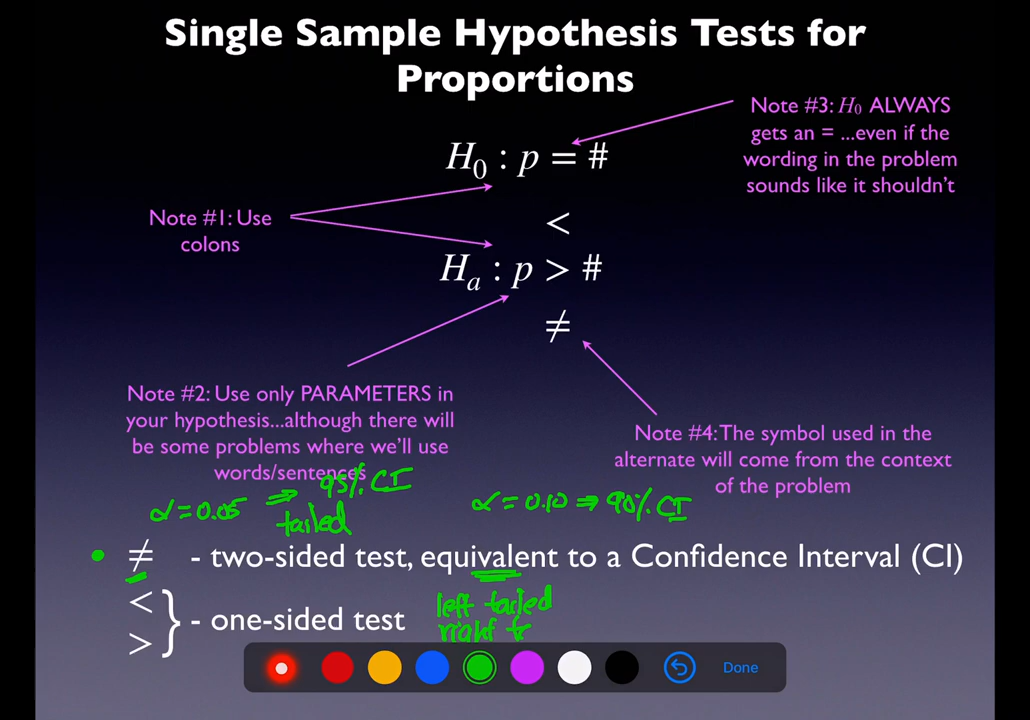 Single Sample Hypothesis Tests for
Proportions
Note #3: H₀ ALWAYS
gets an = ...even if the
wording in the problem
sounds like it shouldn't
H₀ : p = #
Note #1: Use
colons
<
Hₐ : p > #
≠
Note #2: Use only PARAMETERS in
your hypothesis...although there will
be some problems where we'll use
words/sentences
Note #4: The symbol used in the
alternate will come from the context
of the problem
α = 0.05 ⇒ 95% CI
α = 0.10 ⇒ 90% CI
tailed
• ≠ - two-sided test, equivalent to a Confidence Interval (CI)
<
> } - one-sided test
left tailed
right
Done